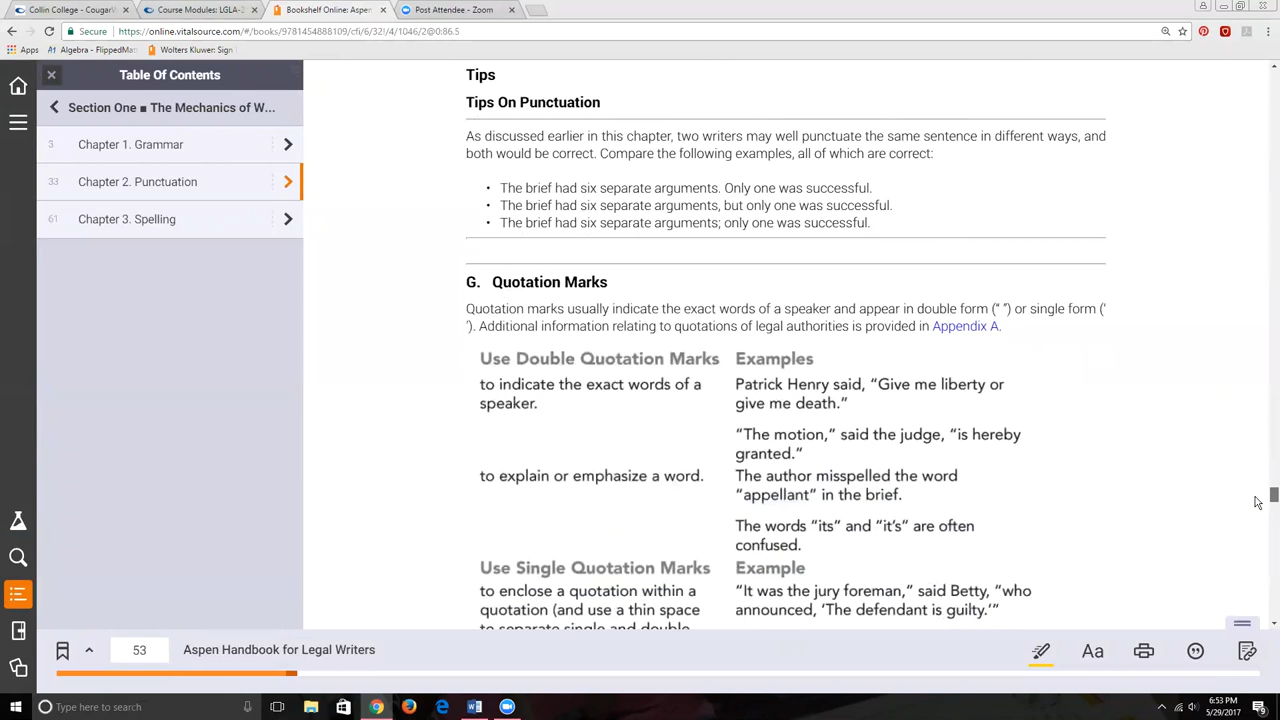 Collin College - CougarW
Course Modules: LGLA-2
Bookshelf Online: Aspen
Post Attendee - Zoom
Secure
https://online.vitalsource.com/#/books/9781454888109/cfi/6/32!/4/1046/2@0:86.5
Apps
Algebra - FlippedMat
Wolters Kluwer: Sign
Table Of Contents
Section One ■ The Mechanics of W...
3 Chapter 1. Grammar
33 Chapter 2. Punctuation
61 Chapter 3. Spelling
Tips
Tips On Punctuation
As discussed earlier in this chapter, two writers may well punctuate the same sentence in different ways, and
both would be correct. Compare the following examples, all of which are correct:
• The brief had six separate arguments. Only one was successful.
• The brief had six separate arguments, but only one was successful.
• The brief had six separate arguments; only one was successful.
G. Quotation Marks
Quotation marks usually indicate the exact words of a speaker and appear in double form (“ ”) or single form (‘
’). Additional information relating to quotations of legal authorities is provided in Appendix A.
Use Double Quotation Marks Examples
to indicate the exact words of a Patrick Henry said, “Give me liberty or
speaker. give me death.”
“The motion,” said the judge, “is hereby
granted.”
to explain or emphasize a word. The author misspelled the word
“appellant” in the brief.
The words “its” and “it’s” are often
confused.
Use Single Quotation Marks Example
to enclose a quotation within a “It was the jury foreman,” said Betty, “who
quotation (and use a thin space announced, ‘The defendant is guilty.’”
to separate single and double
53
Aspen Handbook for Legal Writers
Aa
Type here to search
6:53 PM
5/29/2017